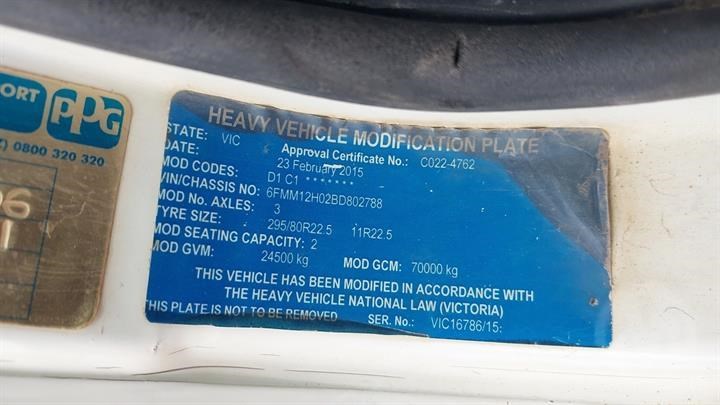 ORT
PPG
0800 320 320
06
1
HEAVY VEHICLE MODIFICATION PLATE
STATE: VIC Approval Certificate No.: C022-4762
DATE: 23 February 2015
MOD CODES: D1 C1 *******
VIN/CHASSIS NO: 6FMM12H02BD802788
MOD No. AXLES: 3
TYRE SIZE: 295/80R22.5 11R22.5
MOD SEATING CAPACITY: 2
MOD GVM: 24500 kg MOD GCM: 70000 kg
THIS VEHICLE HAS BEEN MODIFIED IN ACCORDANCE WITH
THE HEAVY VEHICLE NATIONAL LAW (VICTORIA)
THIS PLATE IS NOT TO BE REMOVED SER. No.: VIC16786/15: